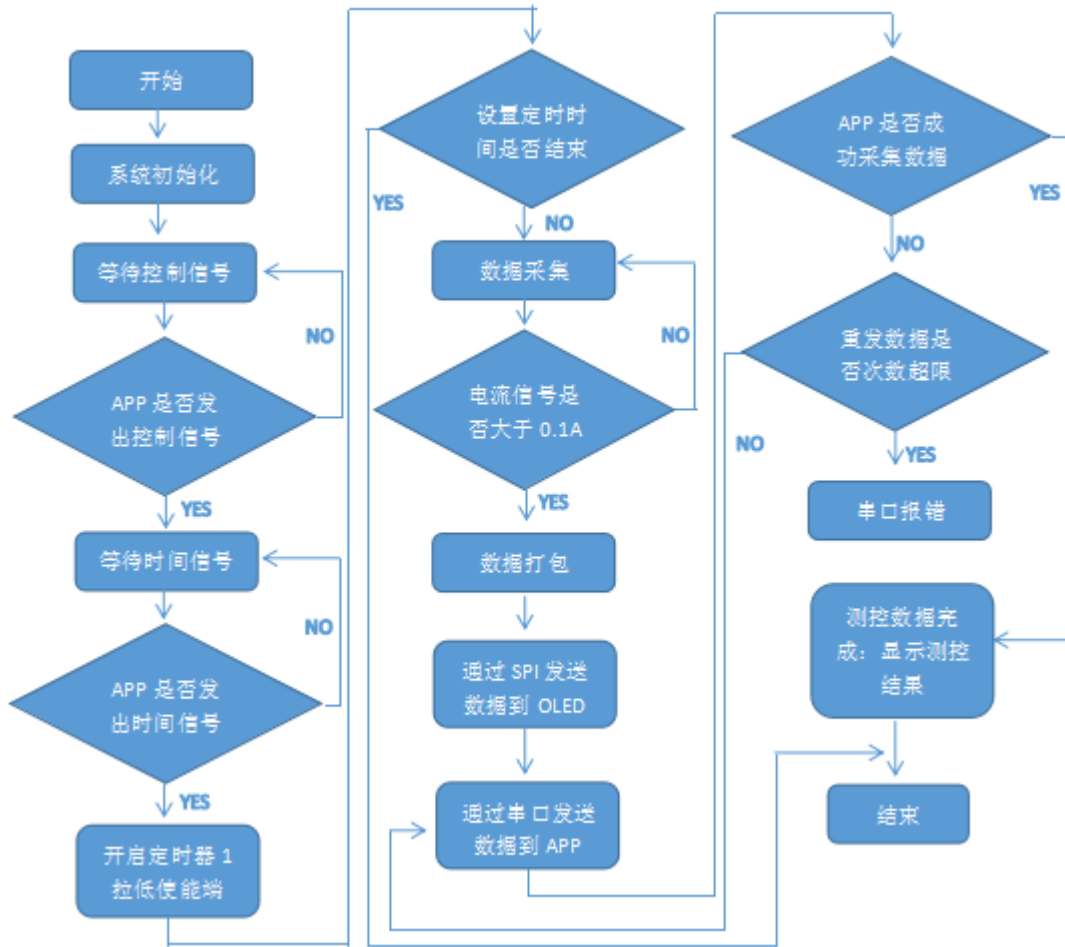 开始
系统初始化
等待控制信号
NO
APP 是否发
出控制信号
YES
等待时间信号
NO
APP 是否发
出时间信号
YES
开启定时器 1
拉低使能端
设置定时时
间是否结束
YES
NO
数据采集
NO
电流信号是
否大于 0.1A
YES
数据打包
通过 SPI 发送
数据到 OLED
通过串口发送
数据到 APP
APP 是否成
功采集数据
YES
NO
重发数据是
否次数超限
NO
YES
串口报错
测控数据完
成：显示测控
结果
结束